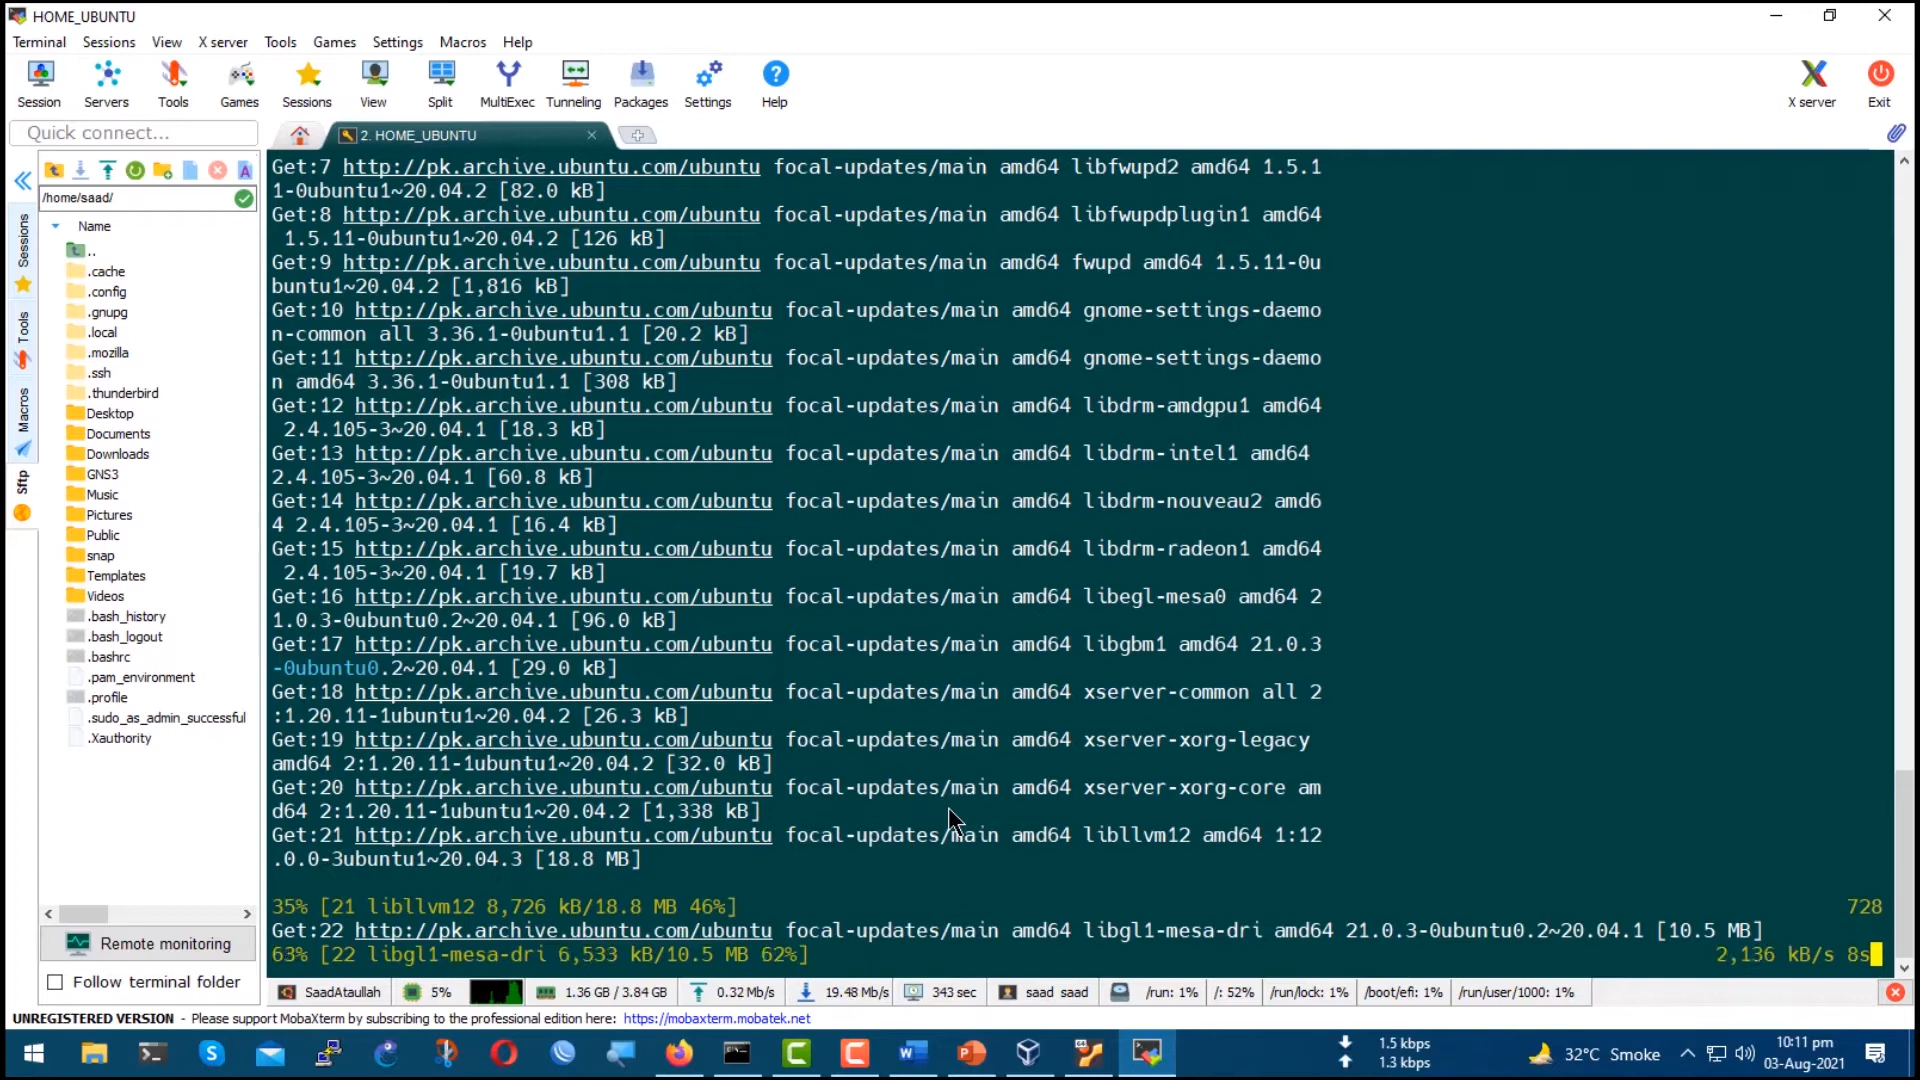 HOME_UBUNTU
Terminal Sessions View X server Tools Games Settings Macros Help
Session Servers Tools Games Sessions View Split MultiExec Tunneling Packages Settings Help X server Exit
Quick connect...
2. HOME_UBUNTU
/home/saad/
Name
..
.cache
.config
.gnupg
.local
.mozilla
.ssh
.thunderbird
Desktop
Documents
Downloads
GNS3
Music
Pictures
Public
snap
Templates
Videos
.bash_history
.bash_logout
.bashrc
.pam_environment
.profile
.sudo_as_admin_successful
.Xauthority
Sessions
Tools
Macros
Sftp
Remote monitoring
Follow terminal folder
Get:7 http://pk.archive.ubuntu.com/ubuntu focal-updates/main amd64 libfwupd2 amd64 1.5.1
1-0ubuntu1~20.04.2 [82.0 kB]
Get:8 http://pk.archive.ubuntu.com/ubuntu focal-updates/main amd64 libfwupdplugin1 amd64
1.5.11-0ubuntu1~20.04.2 [126 kB]
Get:9 http://pk.archive.ubuntu.com/ubuntu focal-updates/main amd64 fwupd amd64 1.5.11-0u
buntu1~20.04.2 [1,816 kB]
Get:10 http://pk.archive.ubuntu.com/ubuntu focal-updates/main amd64 gnome-settings-daemo
n-common all 3.36.1-0ubuntu1.1 [20.2 kB]
Get:11 http://pk.archive.ubuntu.com/ubuntu focal-updates/main amd64 gnome-settings-daemo
n amd64 3.36.1-0ubuntu1.1 [308 kB]
Get:12 http://pk.archive.ubuntu.com/ubuntu focal-updates/main amd64 libdrm-amdgpu1 amd64
2.4.105-3~20.04.1 [18.3 kB]
Get:13 http://pk.archive.ubuntu.com/ubuntu focal-updates/main amd64 libdrm-intel1 amd64
2.4.105-3~20.04.1 [60.8 kB]
Get:14 http://pk.archive.ubuntu.com/ubuntu focal-updates/main amd64 libdrm-nouveau2 amd6
4 2.4.105-3~20.04.1 [16.4 kB]
Get:15 http://pk.archive.ubuntu.com/ubuntu focal-updates/main amd64 libdrm-radeon1 amd64
2.4.105-3~20.04.1 [19.7 kB]
Get:16 http://pk.archive.ubuntu.com/ubuntu focal-updates/main amd64 libegl-mesa0 amd64 2
1.0.3-0ubuntu0.2~20.04.1 [96.0 kB]
Get:17 http://pk.archive.ubuntu.com/ubuntu focal-updates/main amd64 libgbm1 amd64 21.0.3
-0ubuntu0.2~20.04.1 [29.0 kB]
Get:18 http://pk.archive.ubuntu.com/ubuntu focal-updates/main amd64 xserver-common all 2
:1.20.11-1ubuntu1~20.04.2 [26.3 kB]
Get:19 http://pk.archive.ubuntu.com/ubuntu focal-updates/main amd64 xserver-xorg-legacy
amd64 2:1.20.11-1ubuntu1~20.04.2 [32.0 kB]
Get:20 http://pk.archive.ubuntu.com/ubuntu focal-updates/main amd64 xserver-xorg-core am
d64 2:1.20.11-1ubuntu1~20.04.2 [1,338 kB]
Get:21 http://pk.archive.ubuntu.com/ubuntu focal-updates/main amd64 libllvm12 amd64 1:12
.0.0-3ubuntu1~20.04.3 [18.8 MB]
35% [21 libllvm12 8,726 kB/18.8 MB 46%] 728
Get:22 http://pk.archive.ubuntu.com/ubuntu focal-updates/main amd64 libgl1-mesa-dri amd64 21.0.3-0ubuntu0.2~20.04.1 [10.5 MB]
63% [22 libgl1-mesa-dri 6,533 kB/10.5 MB 62%] 2,136 kB/s 8s
SaadAtaullah 5% 1.36 GB / 3.84 GB 0.32 Mb/s 19.48 Mb/s 343 sec saad saad /run: 1% /: 52% /run/lock: 1% /boot/efi: 1% /run/user/1000: 1%
UNREGISTERED VERSION - Please support MobaXterm by subscribing to the professional edition here: https://mobaxterm.mobatek.net
1.5 kbps
1.3 kbps
32°C Smoke
10:11 pm
03-Aug-2021